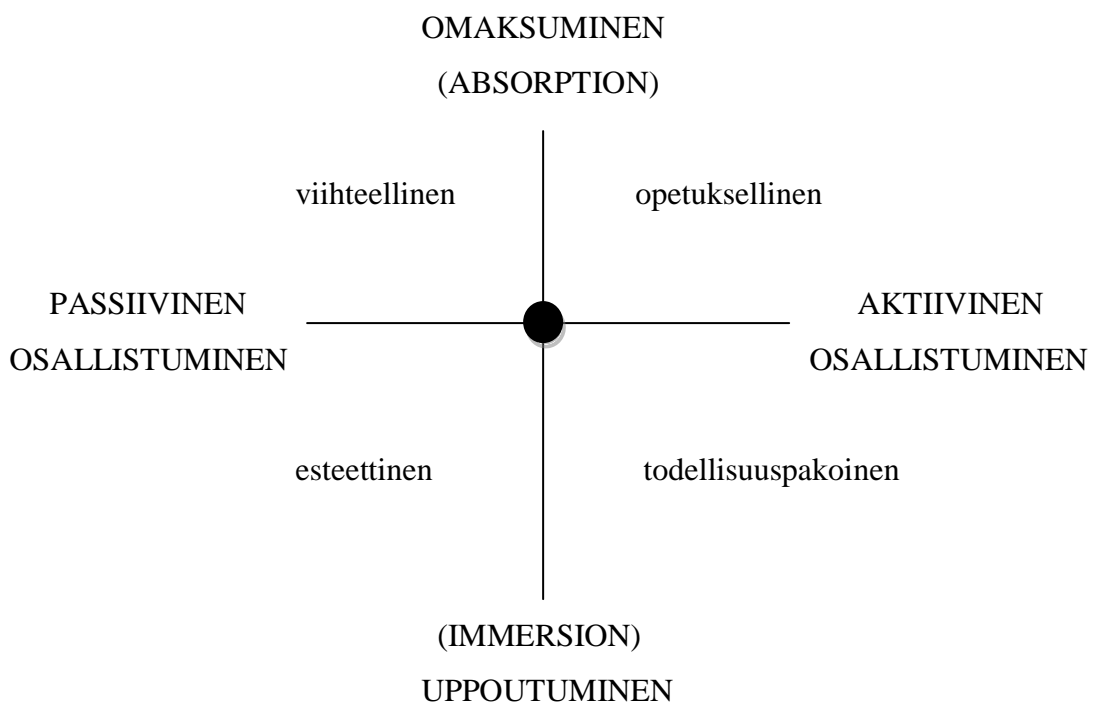 OMAKSUMINEN
(ABSORPTION)
viihteellinen
opetuksellinen
PASSIIVINEN
OSALLISTUMINEN
AKTIIVINEN
OSALLISTUMINEN
esteettinen
todellisuuspakoinen
(IMMERSION)
UPPOUTUMINEN